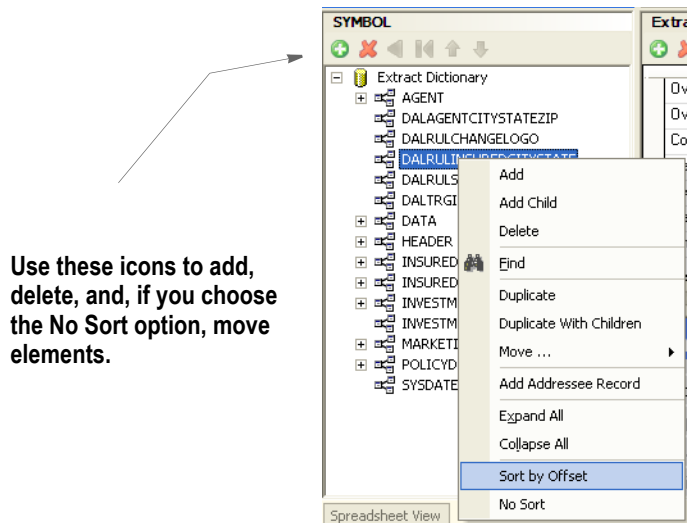 SYMBOL
Extract Dictionary
AGENT
DALAGENTCITYSTATEZIP
DALRULCHANGELOGO
DALRULINSUREDCITYSTATE
DALRULS
DALTRGI
DATA
HEADER
INSURED
INSURED
INVESTM
INVESTM
MARKETI
POLICYD
SYSDATE
Spreadsheet View
Add
Add Child
Delete
Find
Duplicate
Duplicate With Children
Move ...
Add Addressee Record
Expand All
Collapse All
Sort by Offset
No Sort
Extra
Ov
Ov
Co
Use these icons to add,
delete, and, if you choose
the No Sort option, move
elements.